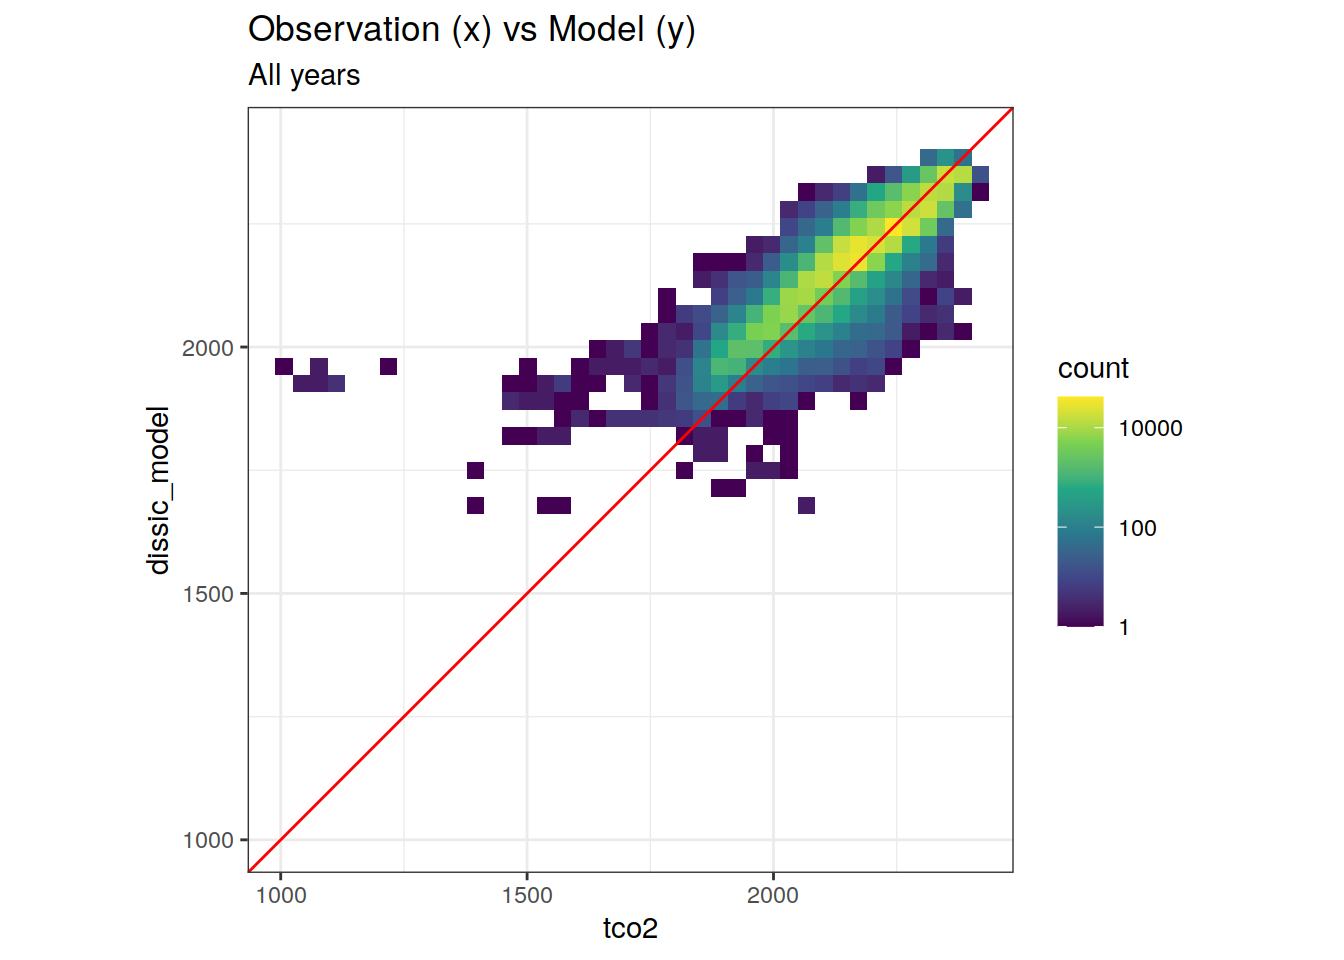 Observation (x) vs Model (y)
All years
dissic_model
2000
1500
1000
1000 1500 2000
tco2
count
10000
100
1